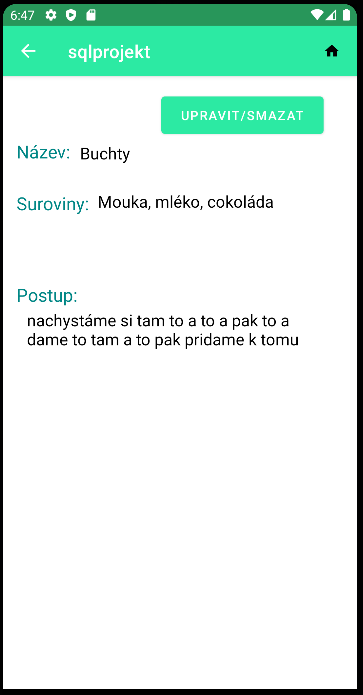 6:47
sqlprojekt
UPRAVIT/SMAZAT
Název: Buchty
Suroviny: Mouka, mléko, cokoláda
Postup:
nachystáme si tam to a to a pak to a
dame to tam a to pak pridame k tomu